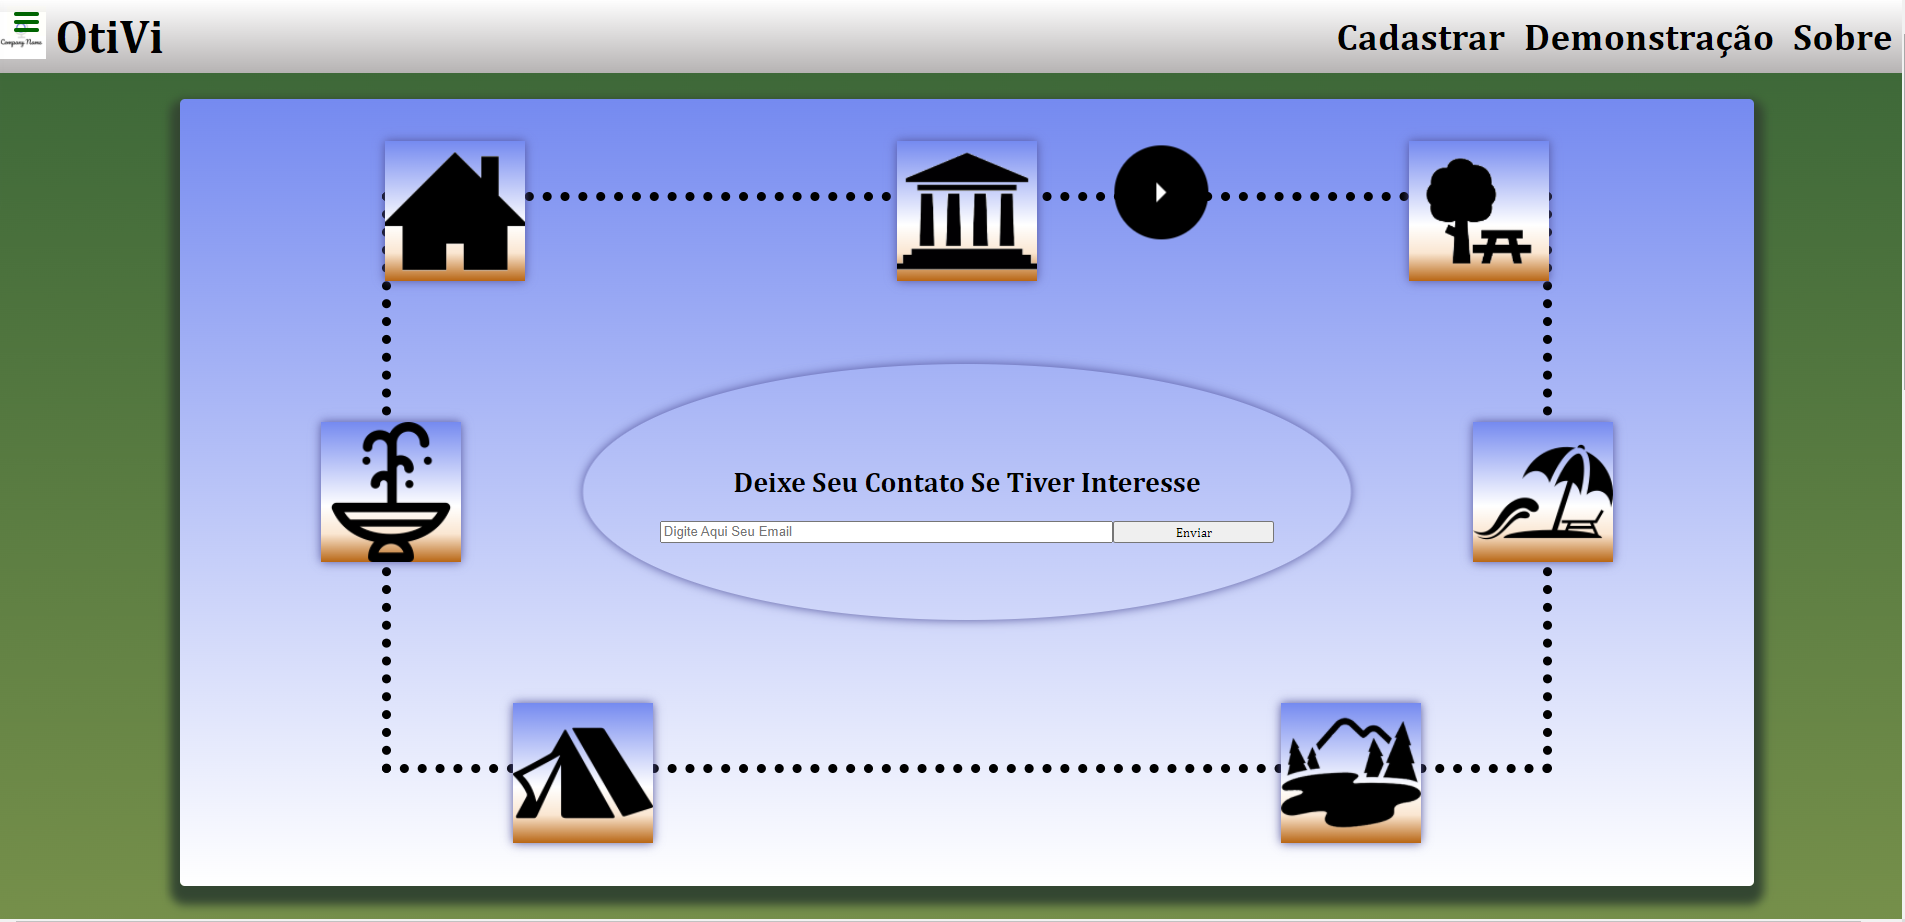 Company Name
OtiVi
Cadastrar Demonstração Sobre
Deixe Seu Contato Se Tiver Interesse
Digite Aqui Seu Email
Enviar